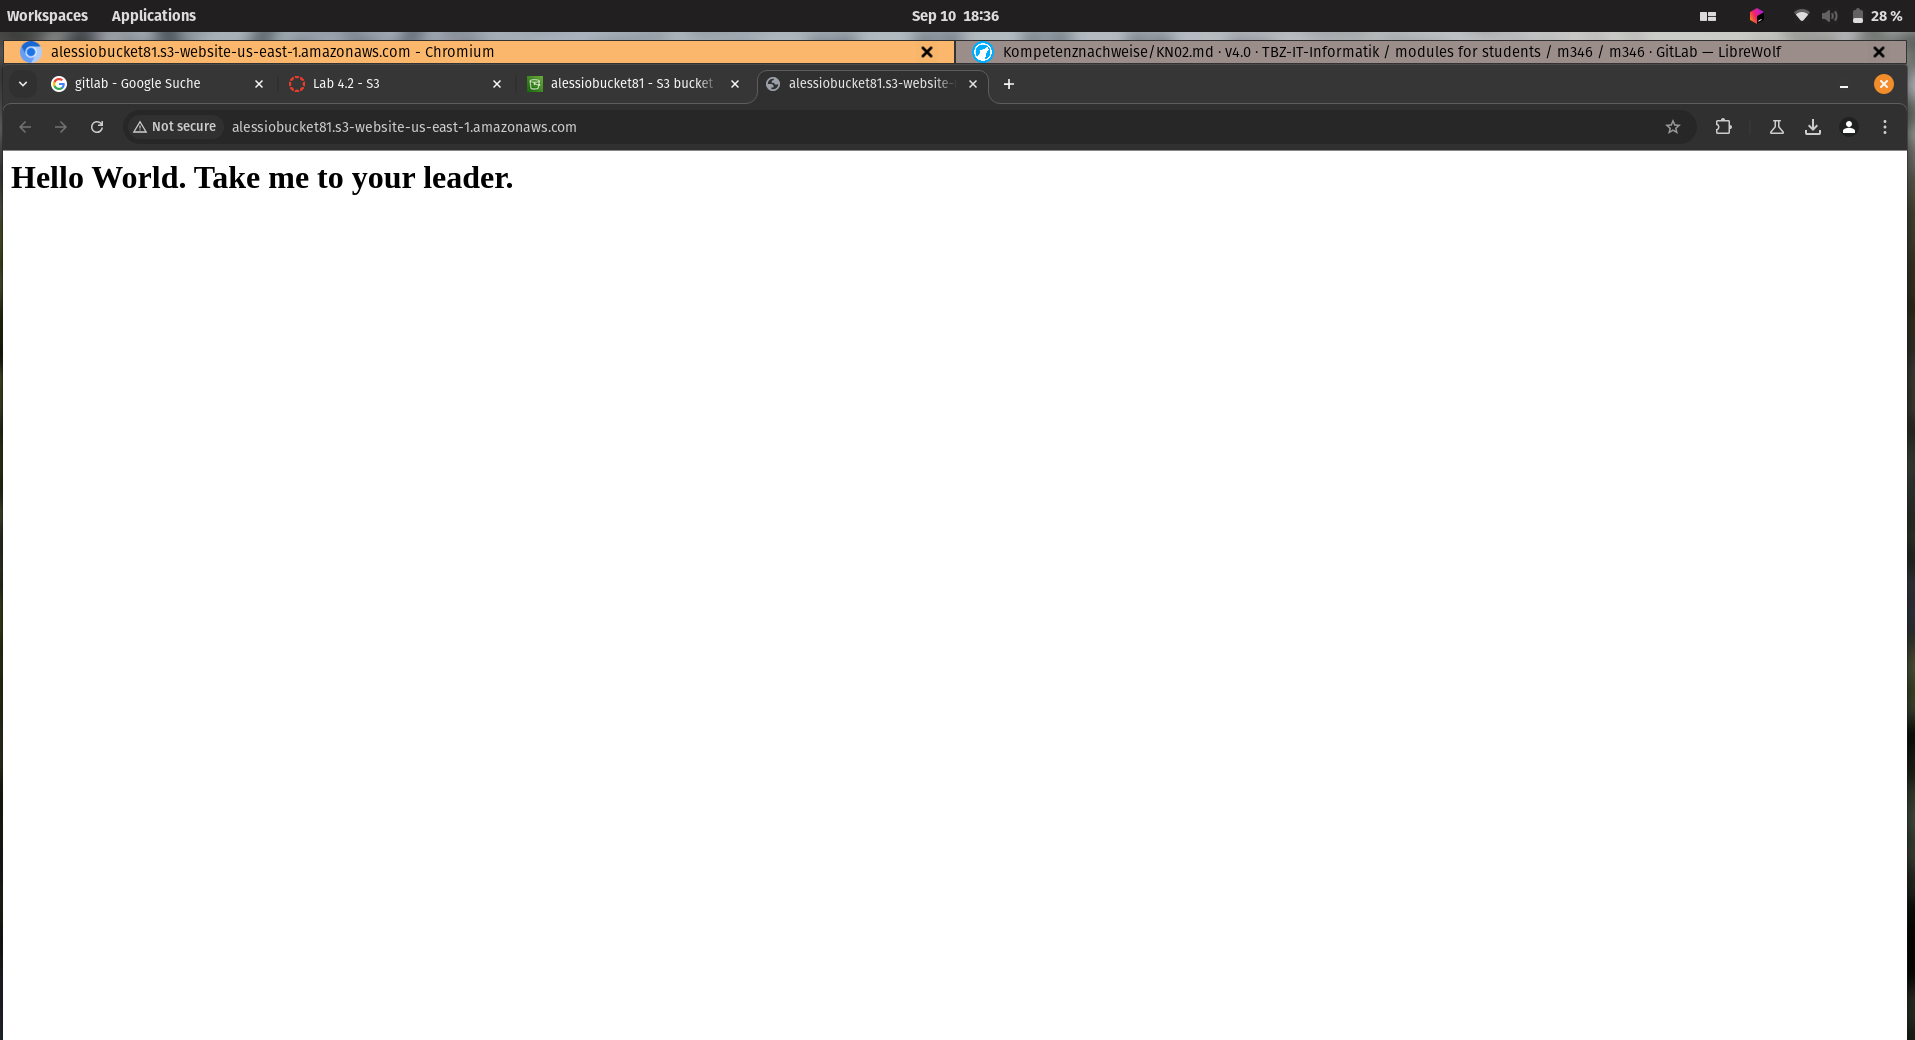 Workspaces Applications Sep 10 18:36 28 %
alessiobucket81.s3-website-us-east-1.amazonaws.com - Chromium Kompetenznachweise/KN02.md · v4.0 · TBZ-IT-Informatik / modules for students / m346 / m346 · GitLab — LibreWolf
gitlab - Google Suche Lab 4.2 - S3 alessiobucket81 - S3 bucket alessiobucket81.s3-website-
Not secure alessiobucket81.s3-website-us-east-1.amazonaws.com
Hello World. Take me to your leader.